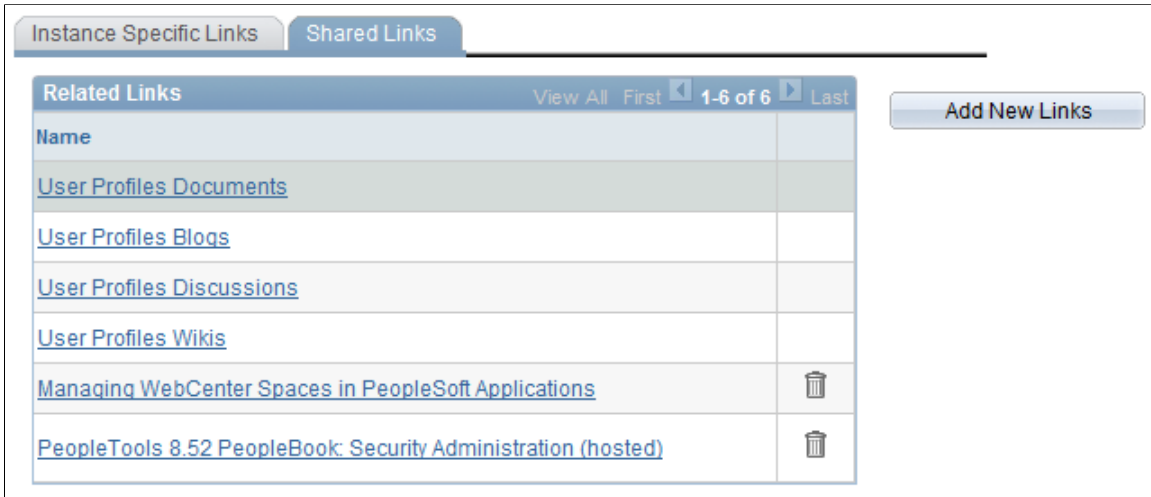 Instance Specific Links Shared Links
Related Links View All First 1-6 of 6 Last
Add New Links
Name
User Profiles Documents
User Profiles Blogs
User Profiles Discussions
User Profiles Wikis
Managing WebCenter Spaces in PeopleSoft Applications
PeopleTools 8.52 PeopleBook: Security Administration (hosted)